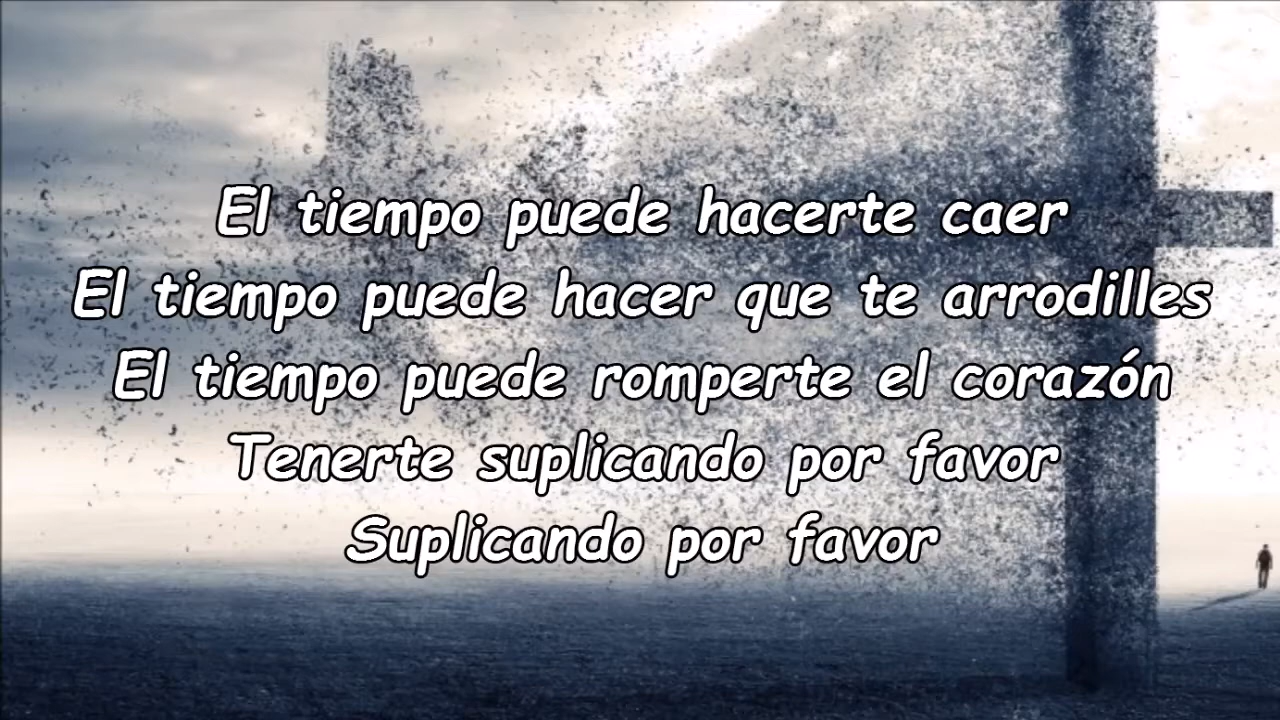 El tiempo puede hacerte caer
El tiempo puede hacer que te arrodilles
El tiempo puede romperte el corazón
Tenerte suplicando por favor
Suplicando por favor